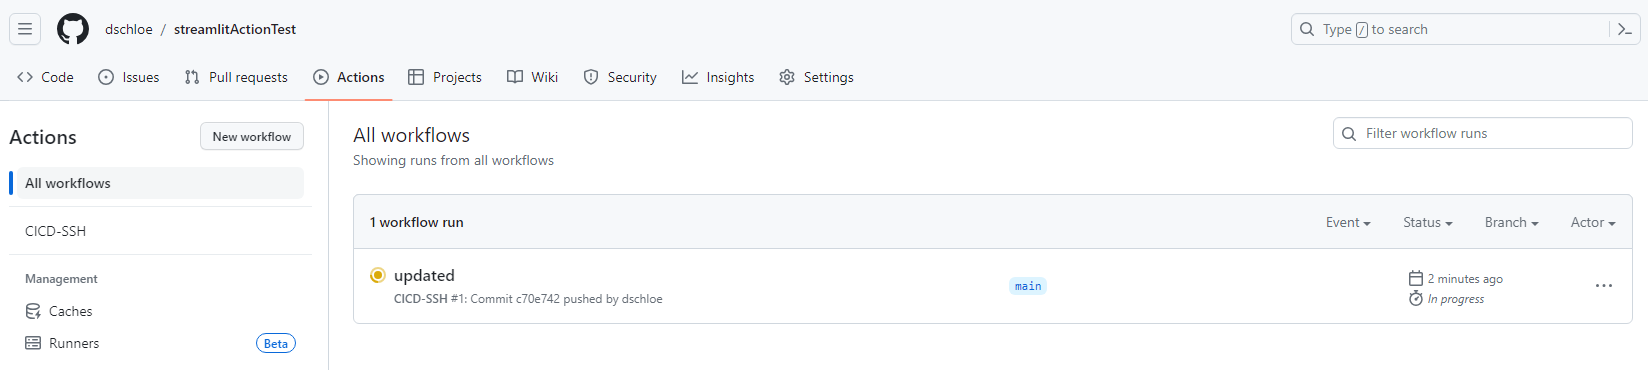 dschloe / streamlitActionTest
Type / to search
Code Issues Pull requests Actions Projects Wiki Security Insights Settings
Actions
New workflow
All workflows
CICD-SSH
Management
Caches
Runners Beta
All workflows
Showing runs from all workflows
Filter workflow runs
1 workflow run Event Status Branch Actor
updated
CICD-SSH #1: Commit c70e742 pushed by dschloe
main
2 minutes ago
In progress